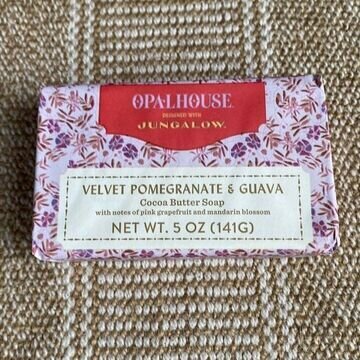 OPALHOUSE
DESIGNED WITH
JUNGALOW
VELVET POMEGRANATE & GUAVA
Cocoa Butter Soap
with notes of pink grapefruit and mandarin blossom
NET WT. 5 OZ (141G)